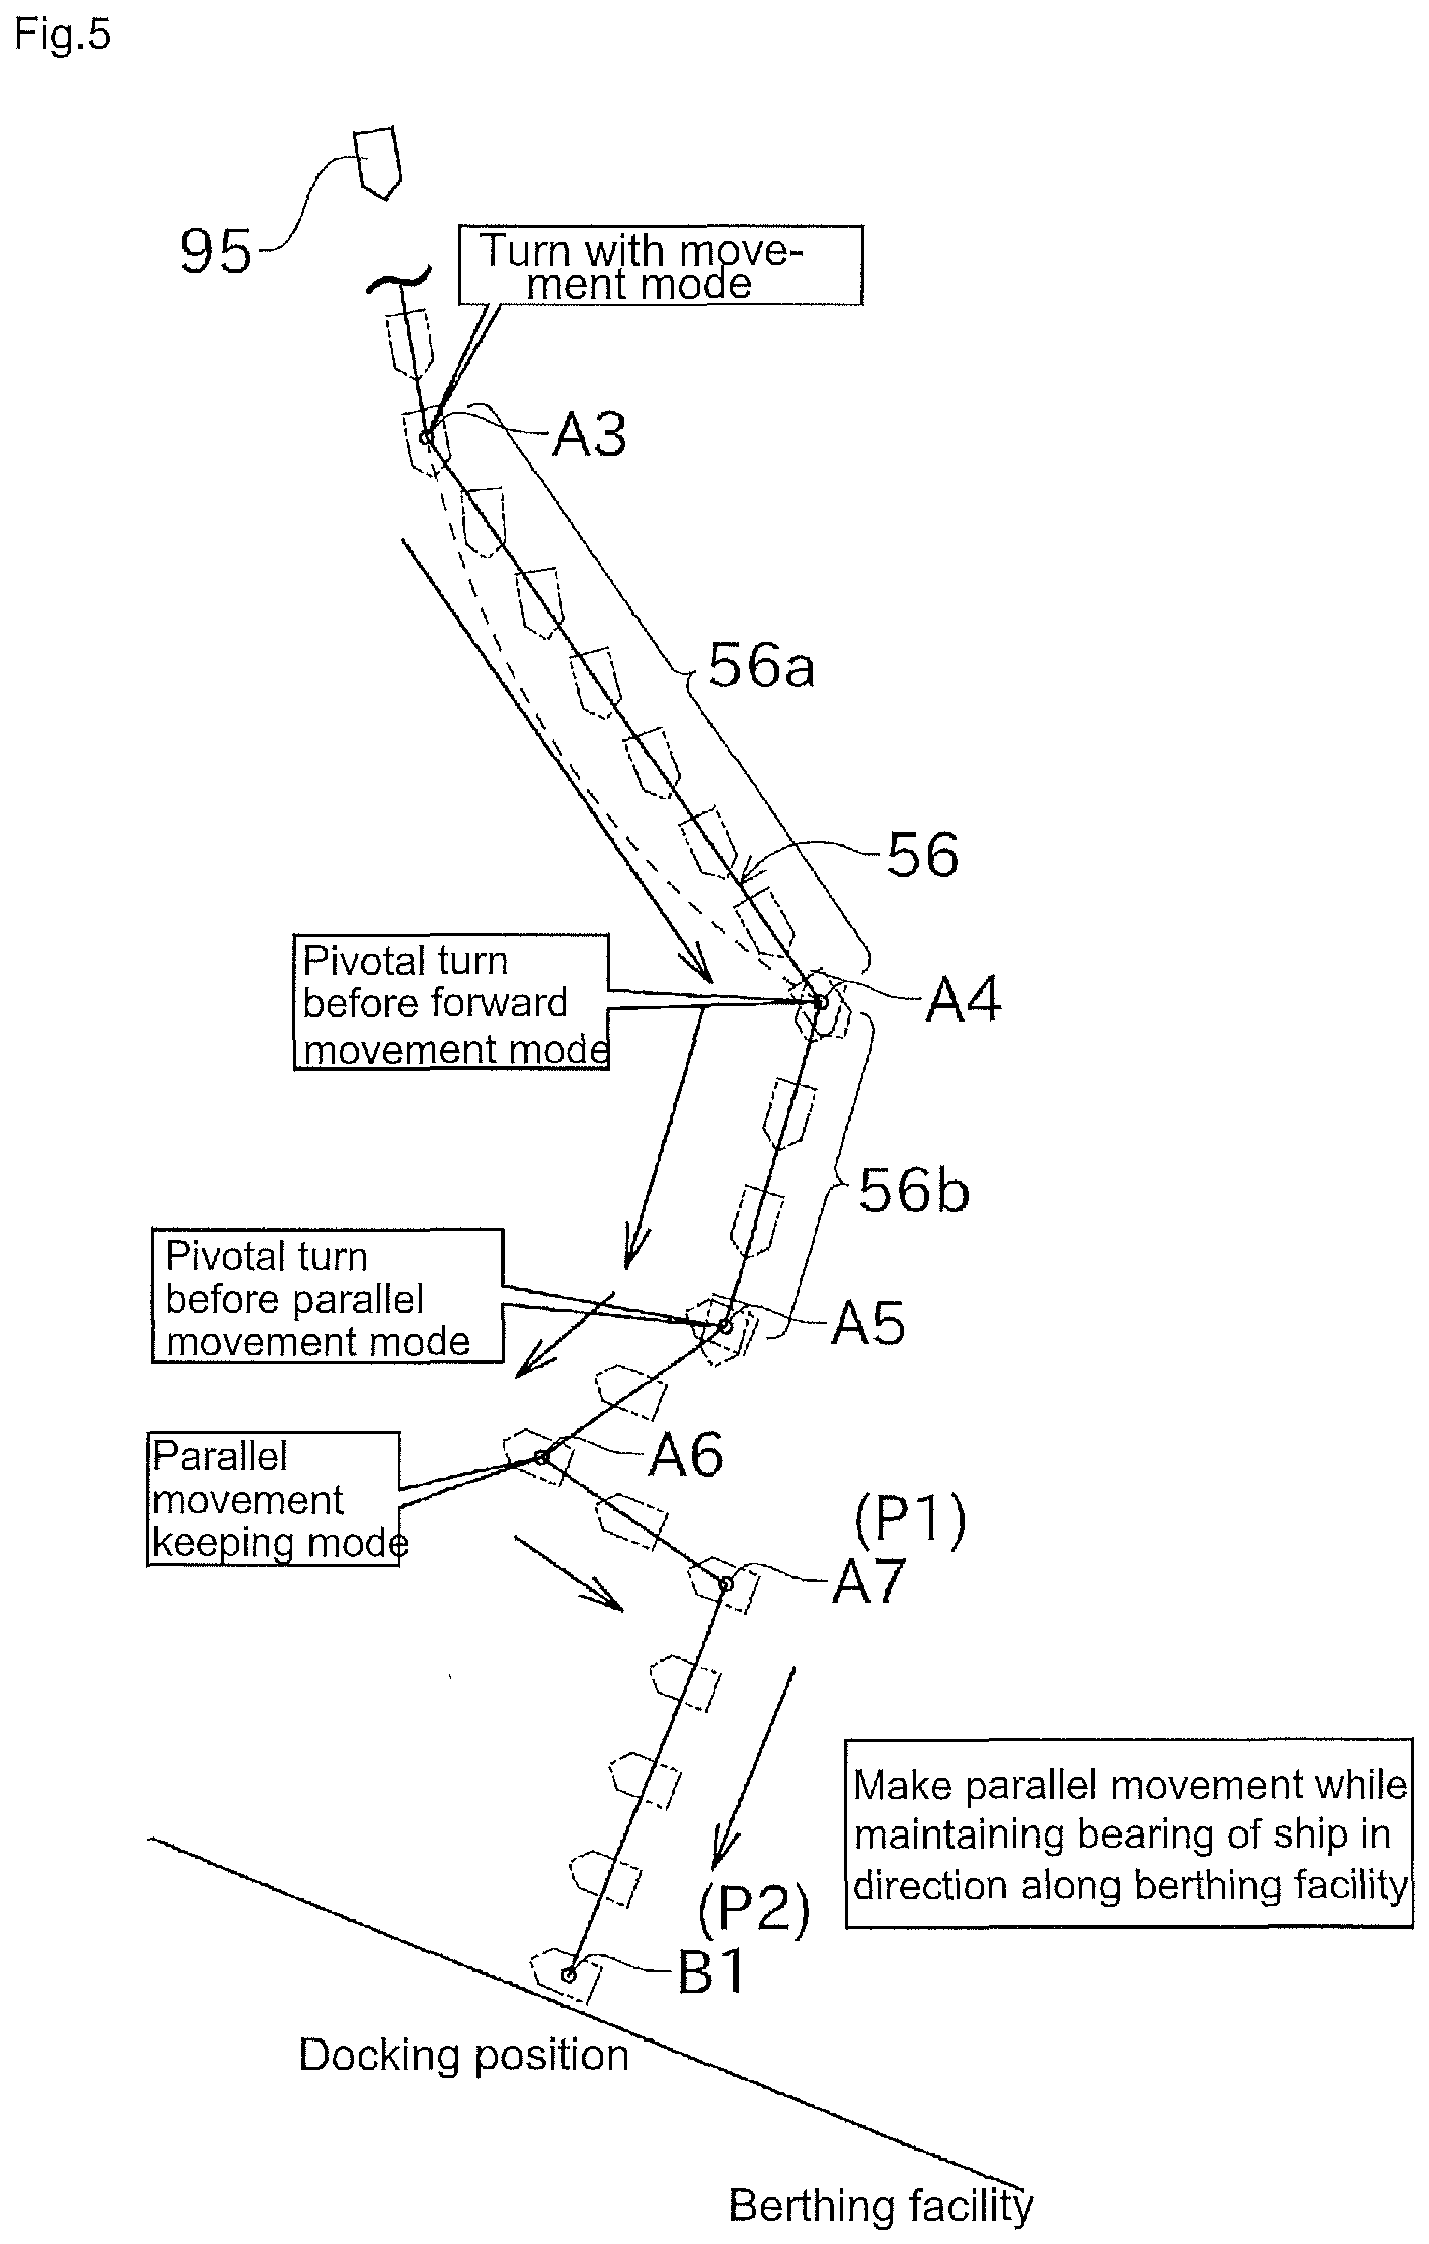 Fig.5
95
Turn with move-
ment mode
A3
56a
56
Pivotal turn
before forward
movement mode
A4
56b
Pivotal turn
before parallel
movement mode
A5
Parallel
movement
keeping mode
A6
(P1)
A7
Make parallel movement while
maintaining bearing of ship in
direction along berthing facility
(P2)
B1
Docking position
Berthing facility